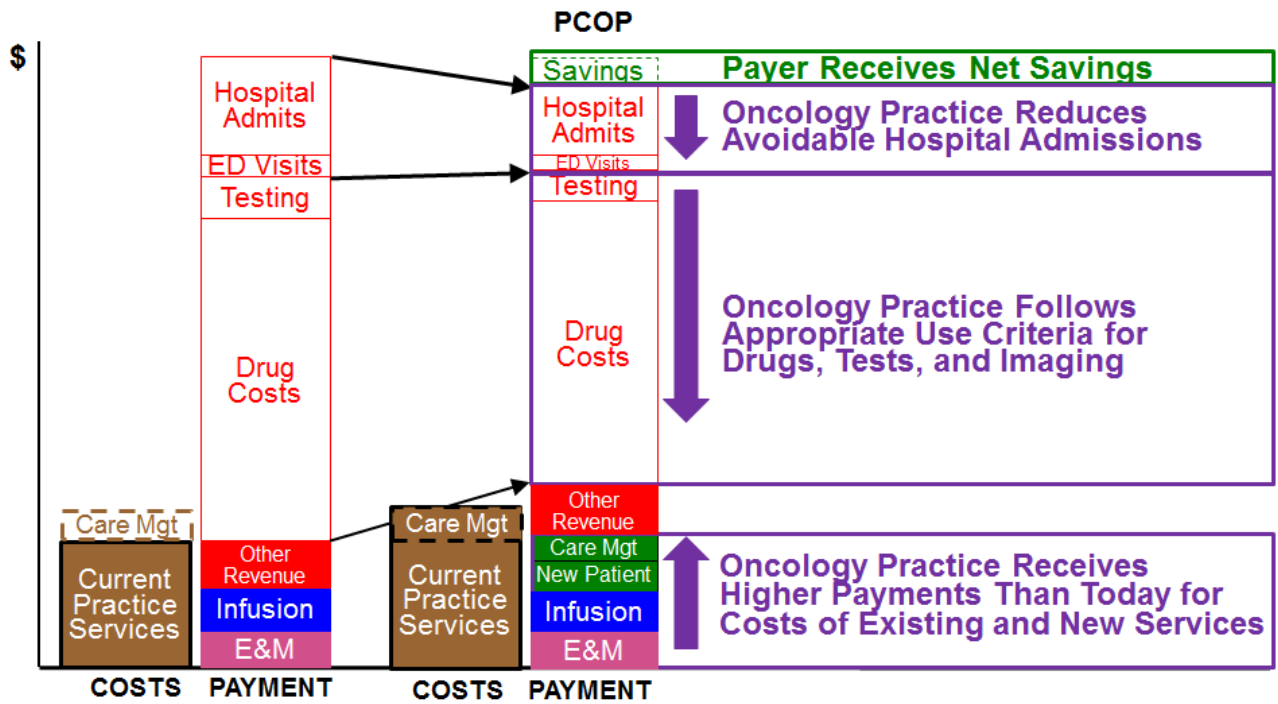 PCOP
$
Hospital
Admits
ED Visits
Testing
Drug
Costs
Care Mgt
Current
Practice
Services
Other
Revenue
Infusion
E&M
Care Mgt
Current
Practice
Services
Savings
Hospital
Admits
ED Visits
Testing
Drug
Costs
Other
Revenue
Care Mgt
New Patient
Infusion
E&M
Payer Receives Net Savings
Oncology Practice Reduces
Avoidable Hospital Admissions
Oncology Practice Follows
Appropriate Use Criteria for
Drugs, Tests, and Imaging
Oncology Practice Receives
Higher Payments Than Today for
Costs of Existing and New Services
COSTS PAYMENT COSTS PAYMENT